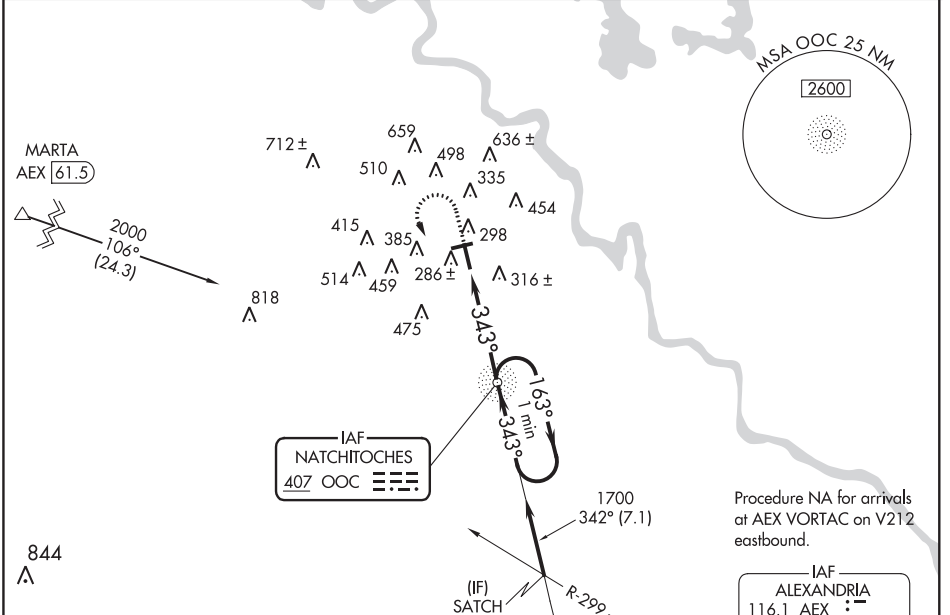 MSA OOC 25 NM
2600
MARTA
AEX 61.5
2000
106°
(24.3)
712 ±
659
636 ±
498
510
335
454
415
385
298
514
459
286 ±
316 ±
818
475
343°
163°
1 min
343°
IAF
NATCHITOCHES
407 OOC
1700
342° (7.1)
Procedure NA for arrivals
at AEX VORTAC on V212
eastbound.
844
(IF)
SATCH
R-299
IAF
ALEXANDRIA
116.1 AEX